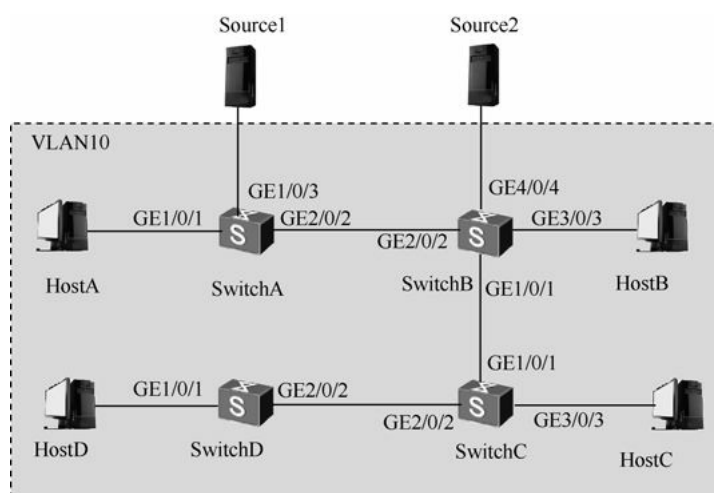 Source1
Source2
VLAN10
GE1/0/3
GE4/0/4
GE1/0/1
GE2/0/2
GE2/0/2
GE3/0/3
HostA
SwitchA
SwitchB
GE1/0/1
HostB
GE1/0/1
GE1/0/1
GE2/0/2
GE2/0/2
GE3/0/3
HostD
SwitchD
SwitchC
HostC
S
S
S
S